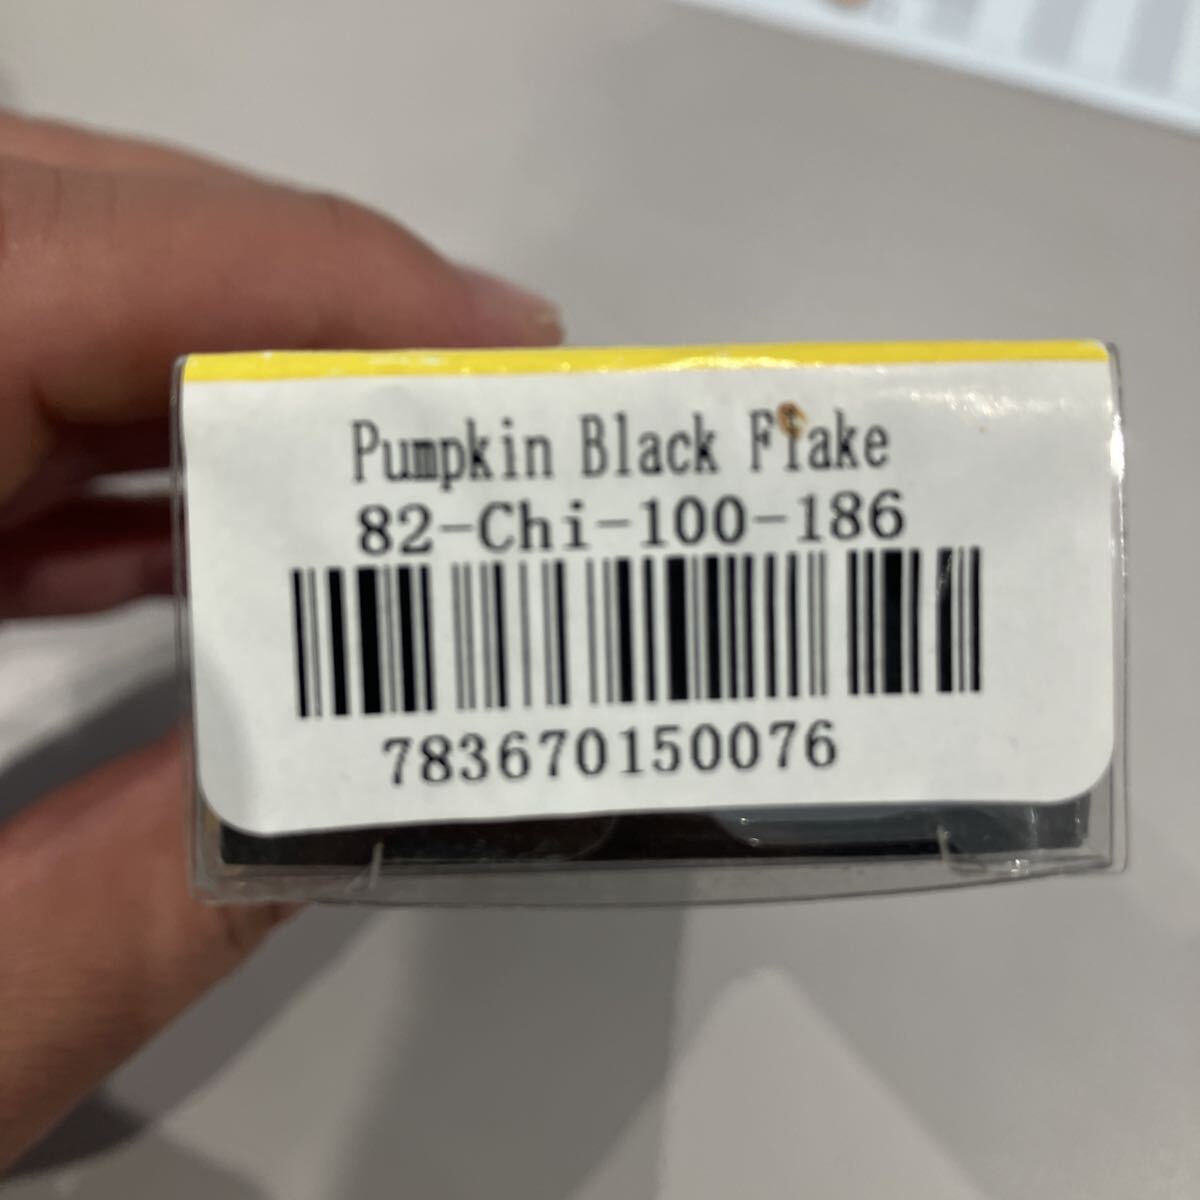 Pumpkin Black Flake
82-Chi-100-186
783670150076